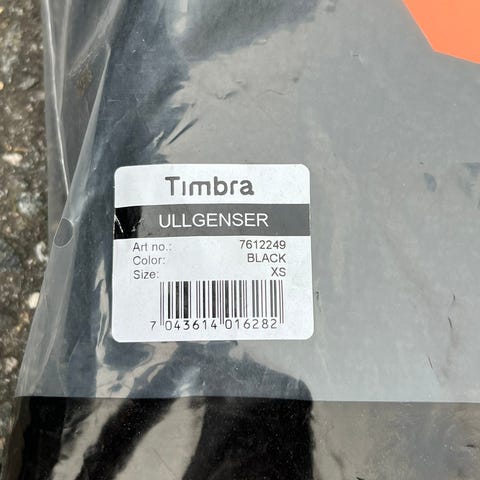 Timbra
ULLGENSER
Art no.: 7612249
Color: BLACK
Size: XS
7 043614 016282